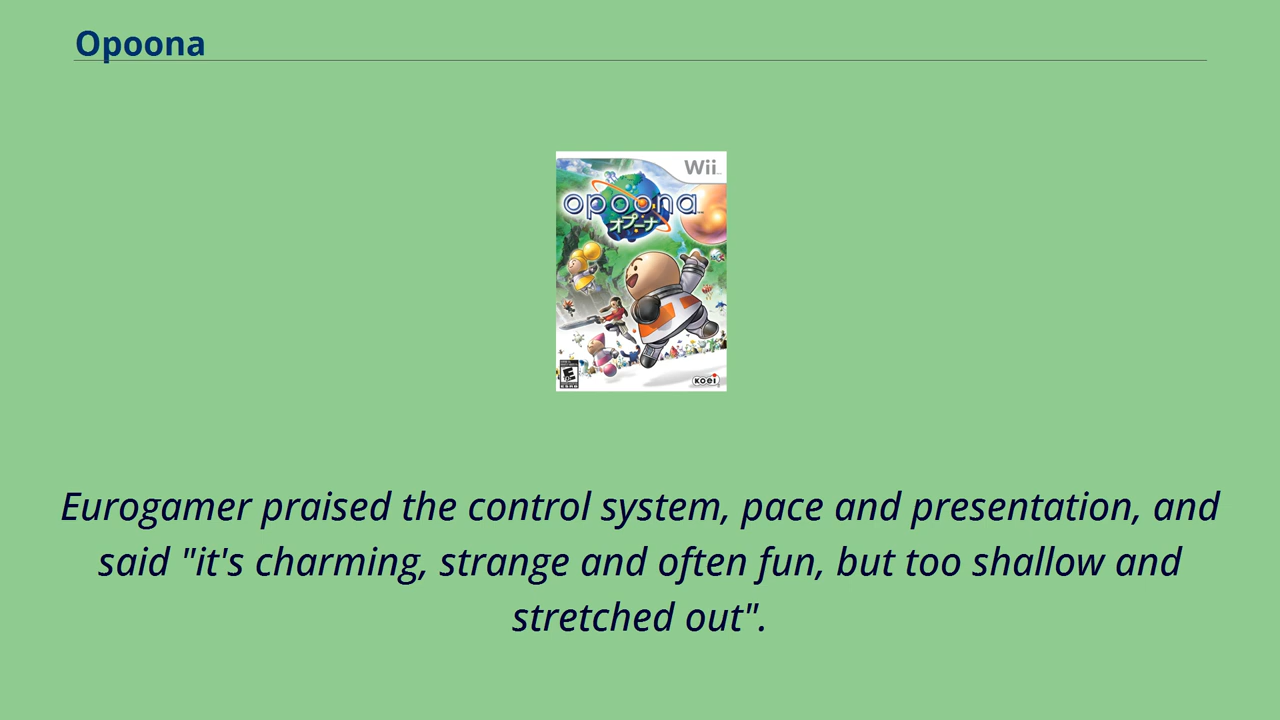 Opoona
Wii
opoona
オプーナ
E
KOEI
Eurogamer praised the control system, pace and presentation, and
said "it's charming, strange and often fun, but too shallow and
stretched out".